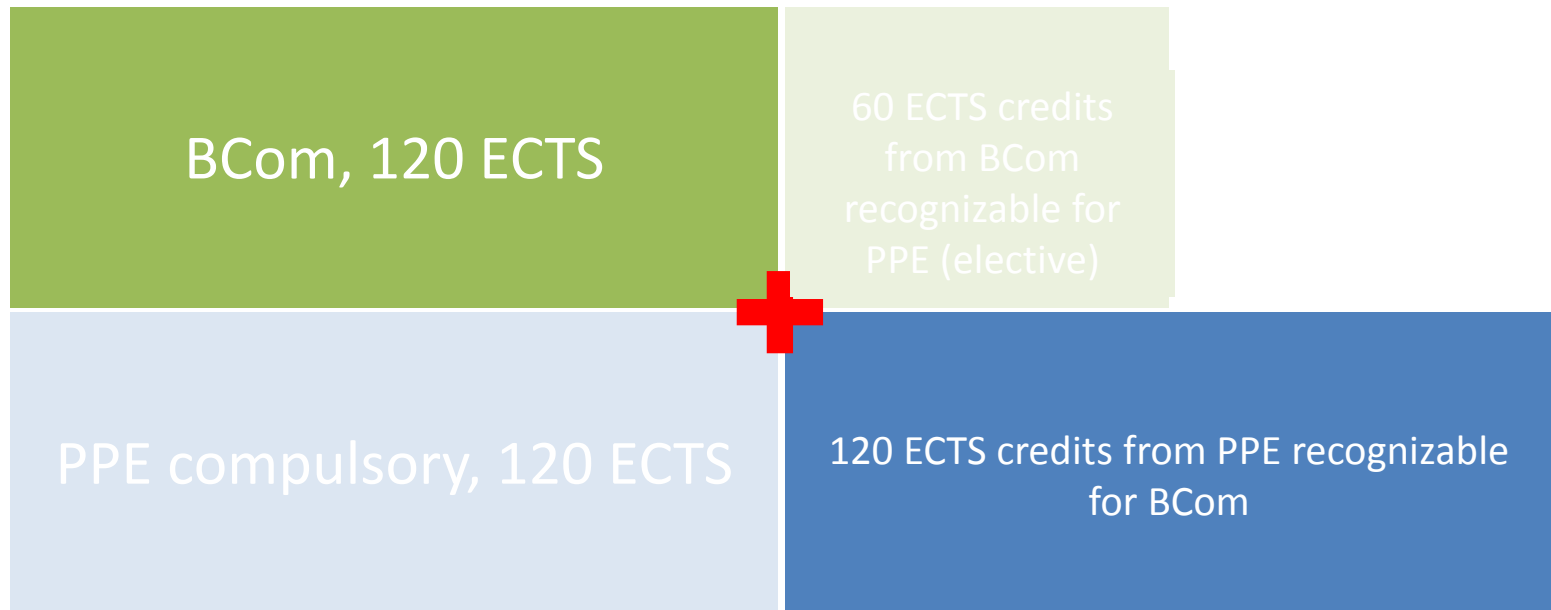 BCom, 120 ECTS
60 ECTS credits
from BCom
recognizable for
PPE (elective)
PPE compulsory, 120 ECTS
120 ECTS credits from PPE recognizable
for BCom